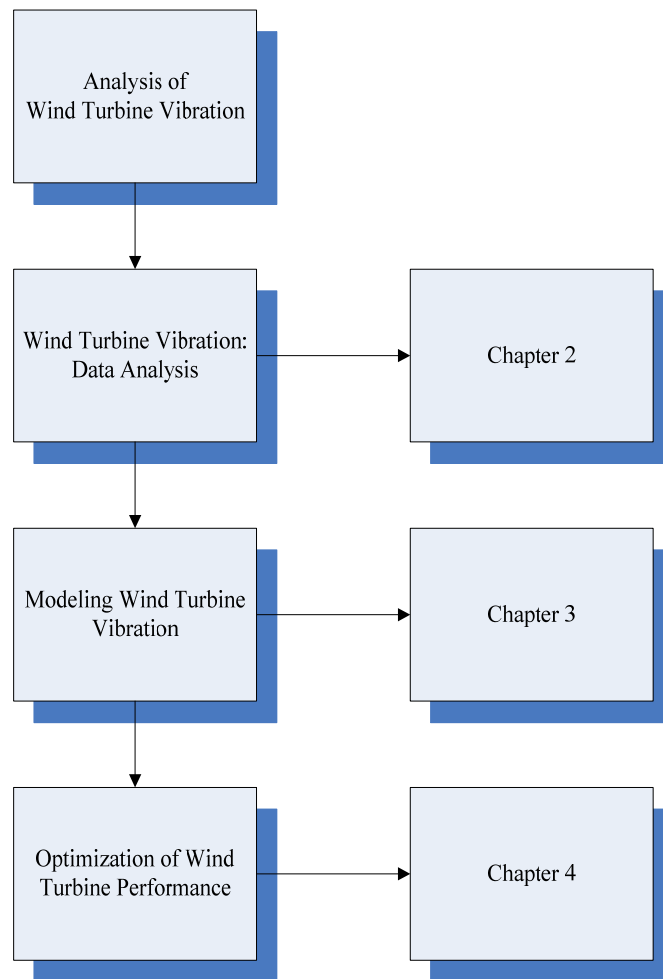 Analysis of
Wind Turbine Vibration
Wind Turbine Vibration:
Data Analysis
Chapter 2
Modeling Wind Turbine
Vibration
Chapter 3
Optimization of Wind
Turbine Performance
Chapter 4